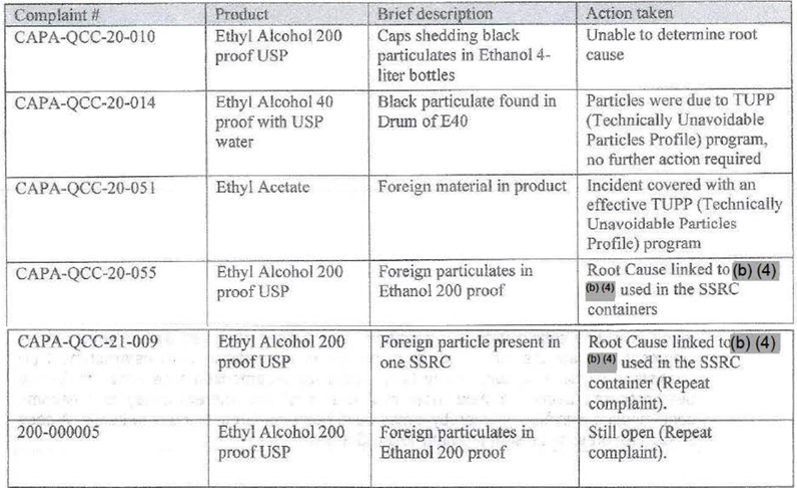 Complaint # Product Brief description Action taken
CAPA-QCC-20-010 Ethyl Alcohol 200 Caps shedding black Unable to determine root
proof USP particulates in Ethanol 4- cause
liter bottles
CAPA-QCC-20-014 Ethyl Alcohol 40 Black particulate found in Particles were due to TUPP
proof with USP Drum of E40 (Technically Unavoidable
water Particles Profile) program,
no further action required
CAPA-QCC-20-051 Ethyl Acetate Foreign material in product Incident covered with an
effective TUPP (Technically
Unavoidable Particles
Profile) program
CAPA-QCC-20-055 Ethyl Alcohol 200 Foreign particulates in Root Cause linked to (b) (4)
proof USP Ethanol 200 proof (b) (4) used in the SSRC
containers
CAPA-QCC-21-009 Ethyl Alcohol 200 Foreign particle present in Root Cause linked to (b) (4)
proof USP one SSRC (b) (4) used in the SSRC
container (Repeat
complaint).
200-000005 Ethyl Alcohol 200 Foreign particulates in Still open (Repeat
proof USP Ethanol 200 proof complaint).